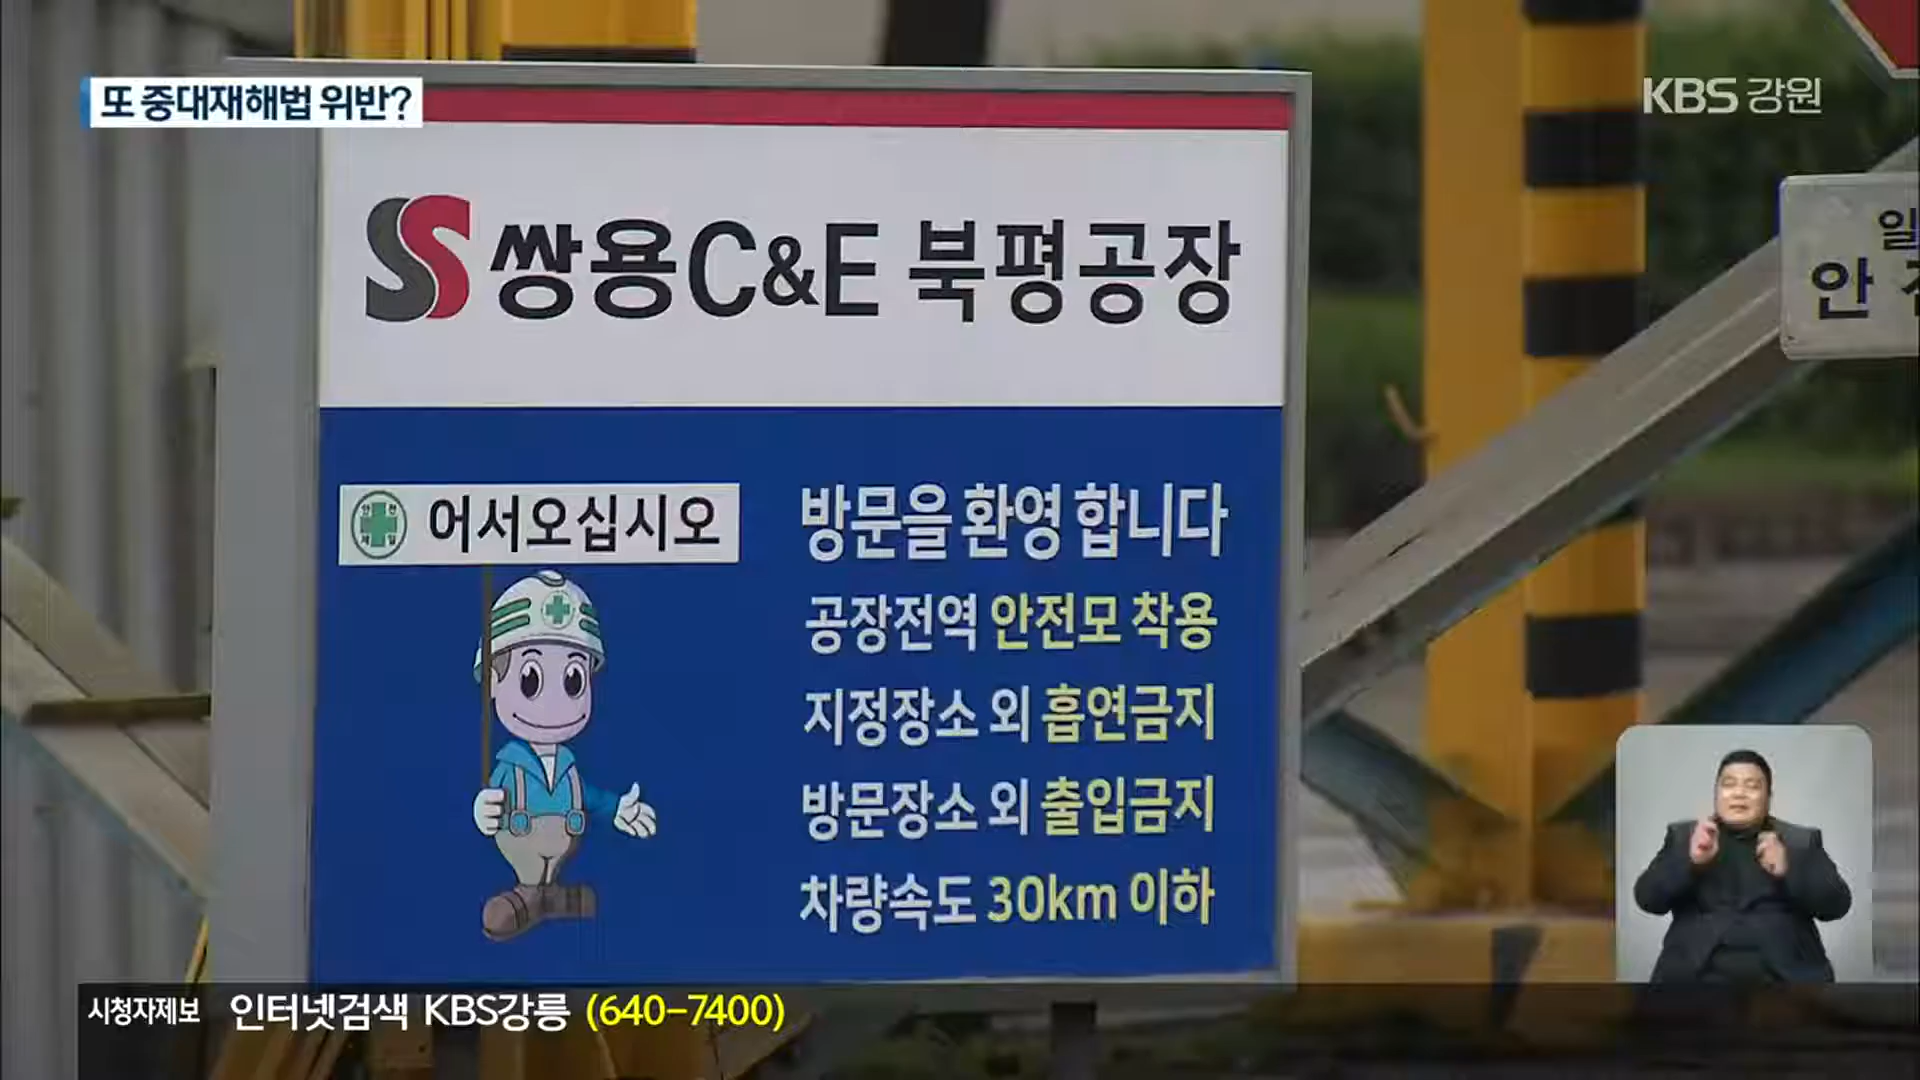 또 중대재해법 위반?
KBS 강원
쌍용C&E 북평공장
일
안
어서오십시오
방문을 환영 합니다
공장전역 안전모 착용
지정장소 외 흡연금지
방문장소 외 출입금지
차량속도 30km 이하
시청자제보 인터넷검색 KBS강릉 (640-7400)